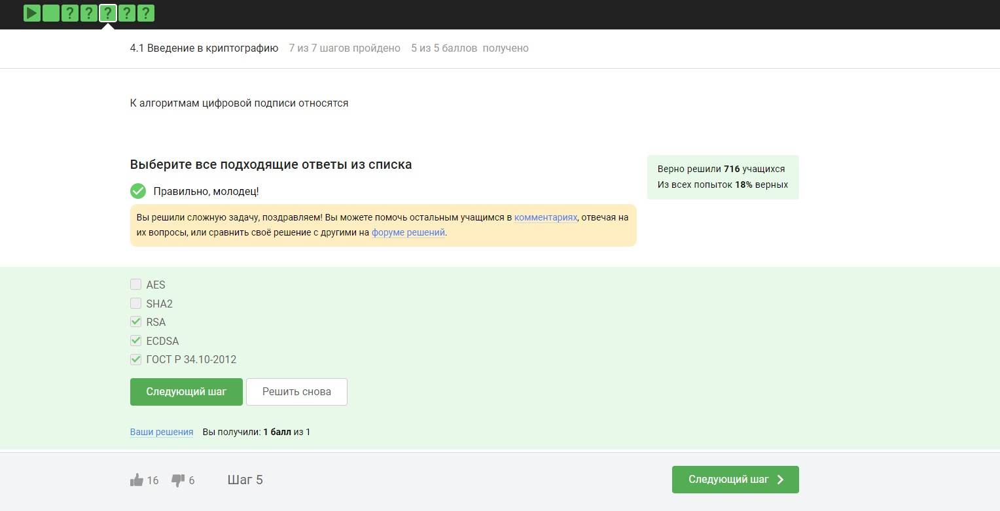 ? ? ? ? ?
4.1 Введение в криптографию 7 из 7 шагов пройдено 5 из 5 баллов получено
К алгоритмам цифровой подписи относятся
Выберите все подходящие ответы из списка
Правильно, молодец!
Вы решили сложную задачу, поздравляем! Вы можете помочь остальным учащимся в комментариях, отвечая на
их вопросы, или сравнить своё решение с другими на форуме решений.
Верно решили 716 учащихся
Из всех попыток 18% верных
AES
SHA2
RSA
ECDSA
ГОСТ Р 34.10-2012
Следующий шаг Решить снова
Ваши решения Вы получили: 1 балл из 1
16 6 Шаг 5 Следующий шаг